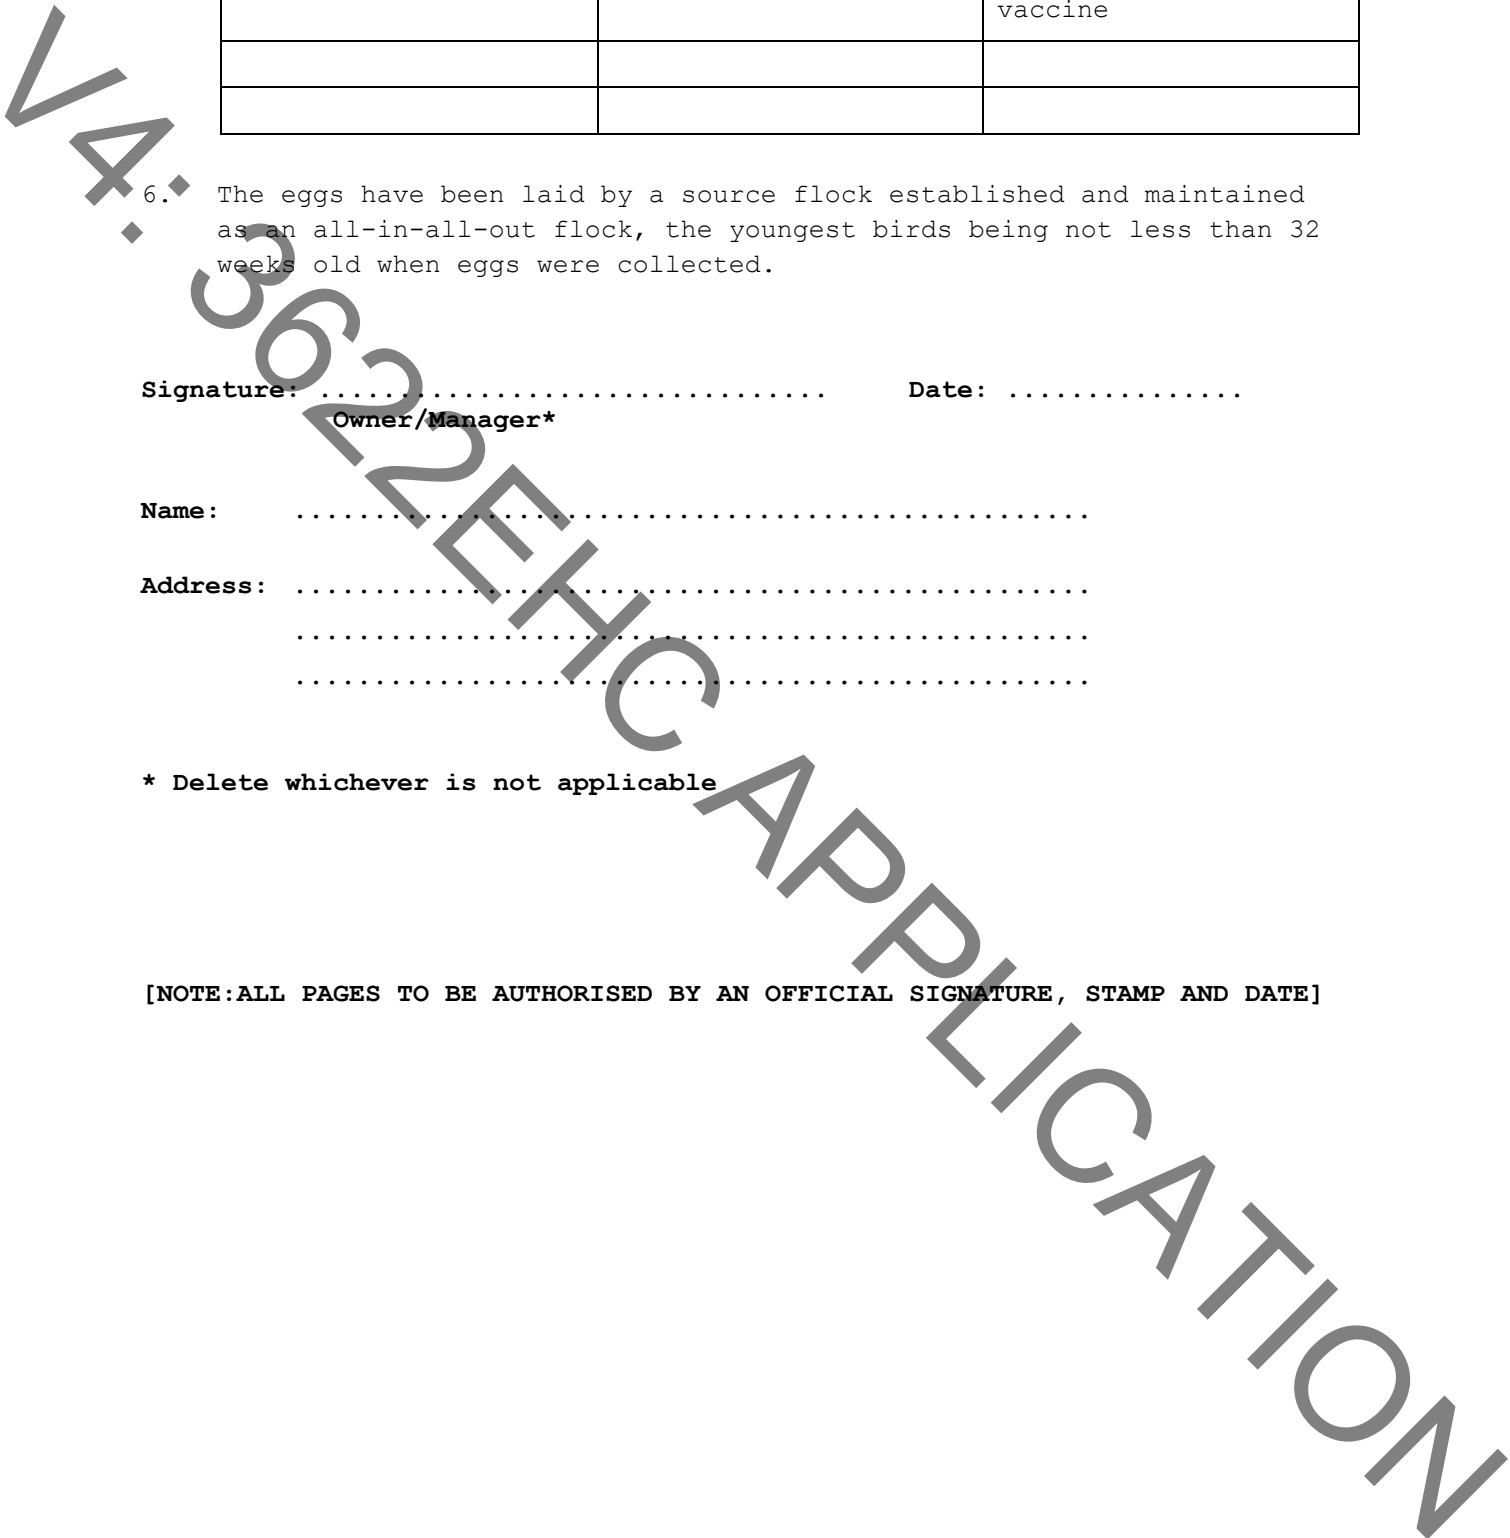 vaccine
6. The eggs have been laid by a source flock established and maintained
as an all-in-all-out flock, the youngest birds being not less than 32
weeks old when eggs were collected.
Signature: ................................ Date: ...............
Owner/Manager*
Name: ..................................................
Address: ..................................................
..................................................
..................................................
* Delete whichever is not applicable
[NOTE:ALL PAGES TO BE AUTHORISED BY AN OFFICIAL SIGNATURE, STAMP AND DATE]
V4: 3622EHC APPLICATION